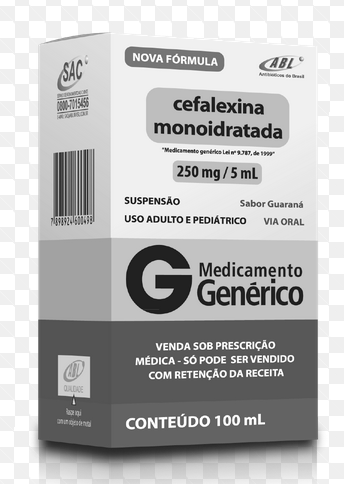 NOVA FÓRMULA
ABL
Antibióticos do Brasil
cefalexina
monoidratada
"Medicamento genérico Lei nº 9.787, de 1999"
250 mg / 5 mL
SUSPENSÃO
Sabor Guaraná
USO ADULTO E PEDIÁTRICO
VIA ORAL
G Medicamento
Genérico
VENDA SOB PRESCRIÇÃO
MÉDICA - SÓ PODE SER VENDIDO
COM RETENÇÃO DA RECEITA
CONTEÚDO 100 mL
SAC
0800-7015456
7 898924 600498
ABL
QUALIDADE
Raspe aqui
com um objeto de metal